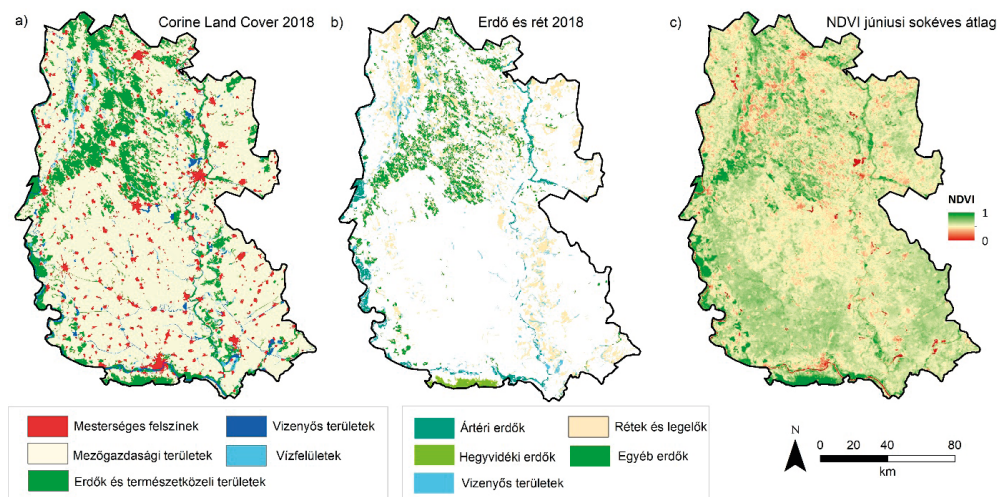 a) Corine Land Cover 2018
b) Erdő és rét 2018
c) NDVI júniusi sokéves átlag
NDVI
1
0
Mesterséges felszínek
Vizenyős területek
Mezőgazdasági területek
Vízfelületek
Erdők és természetközeli területek
Ártéri erdők
Rétek és legelők
Hegyvidéki erdők
Egyéb erdők
Vizenyős területek
N
0 40 80
km